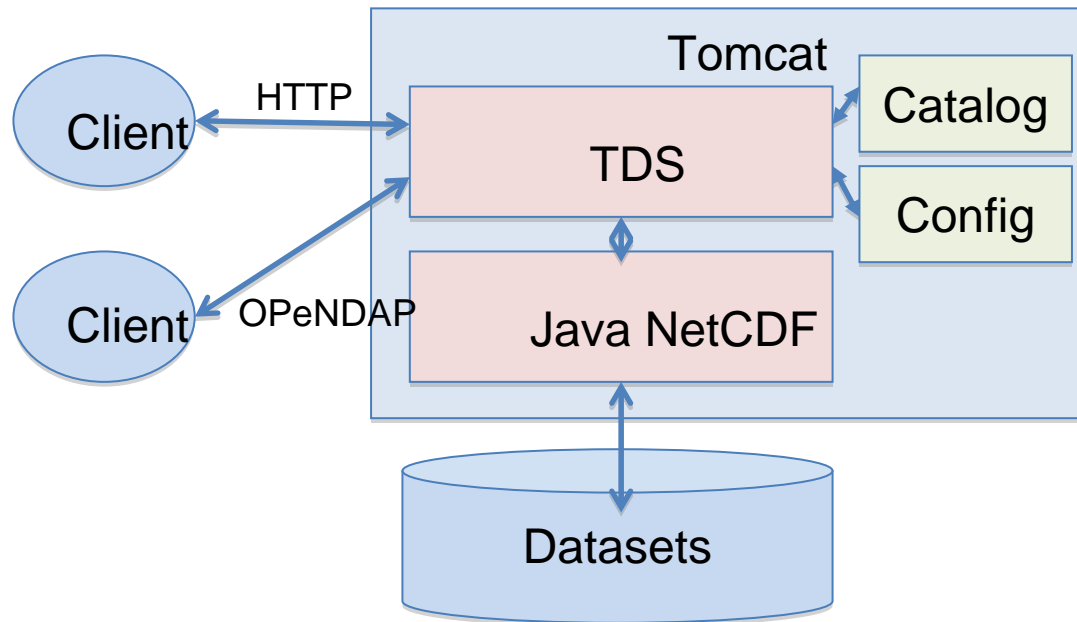 Tomcat
HTTP
Client
Catalog
TDS
Config
Client
OPeNDAP
Java NetCDF
Datasets